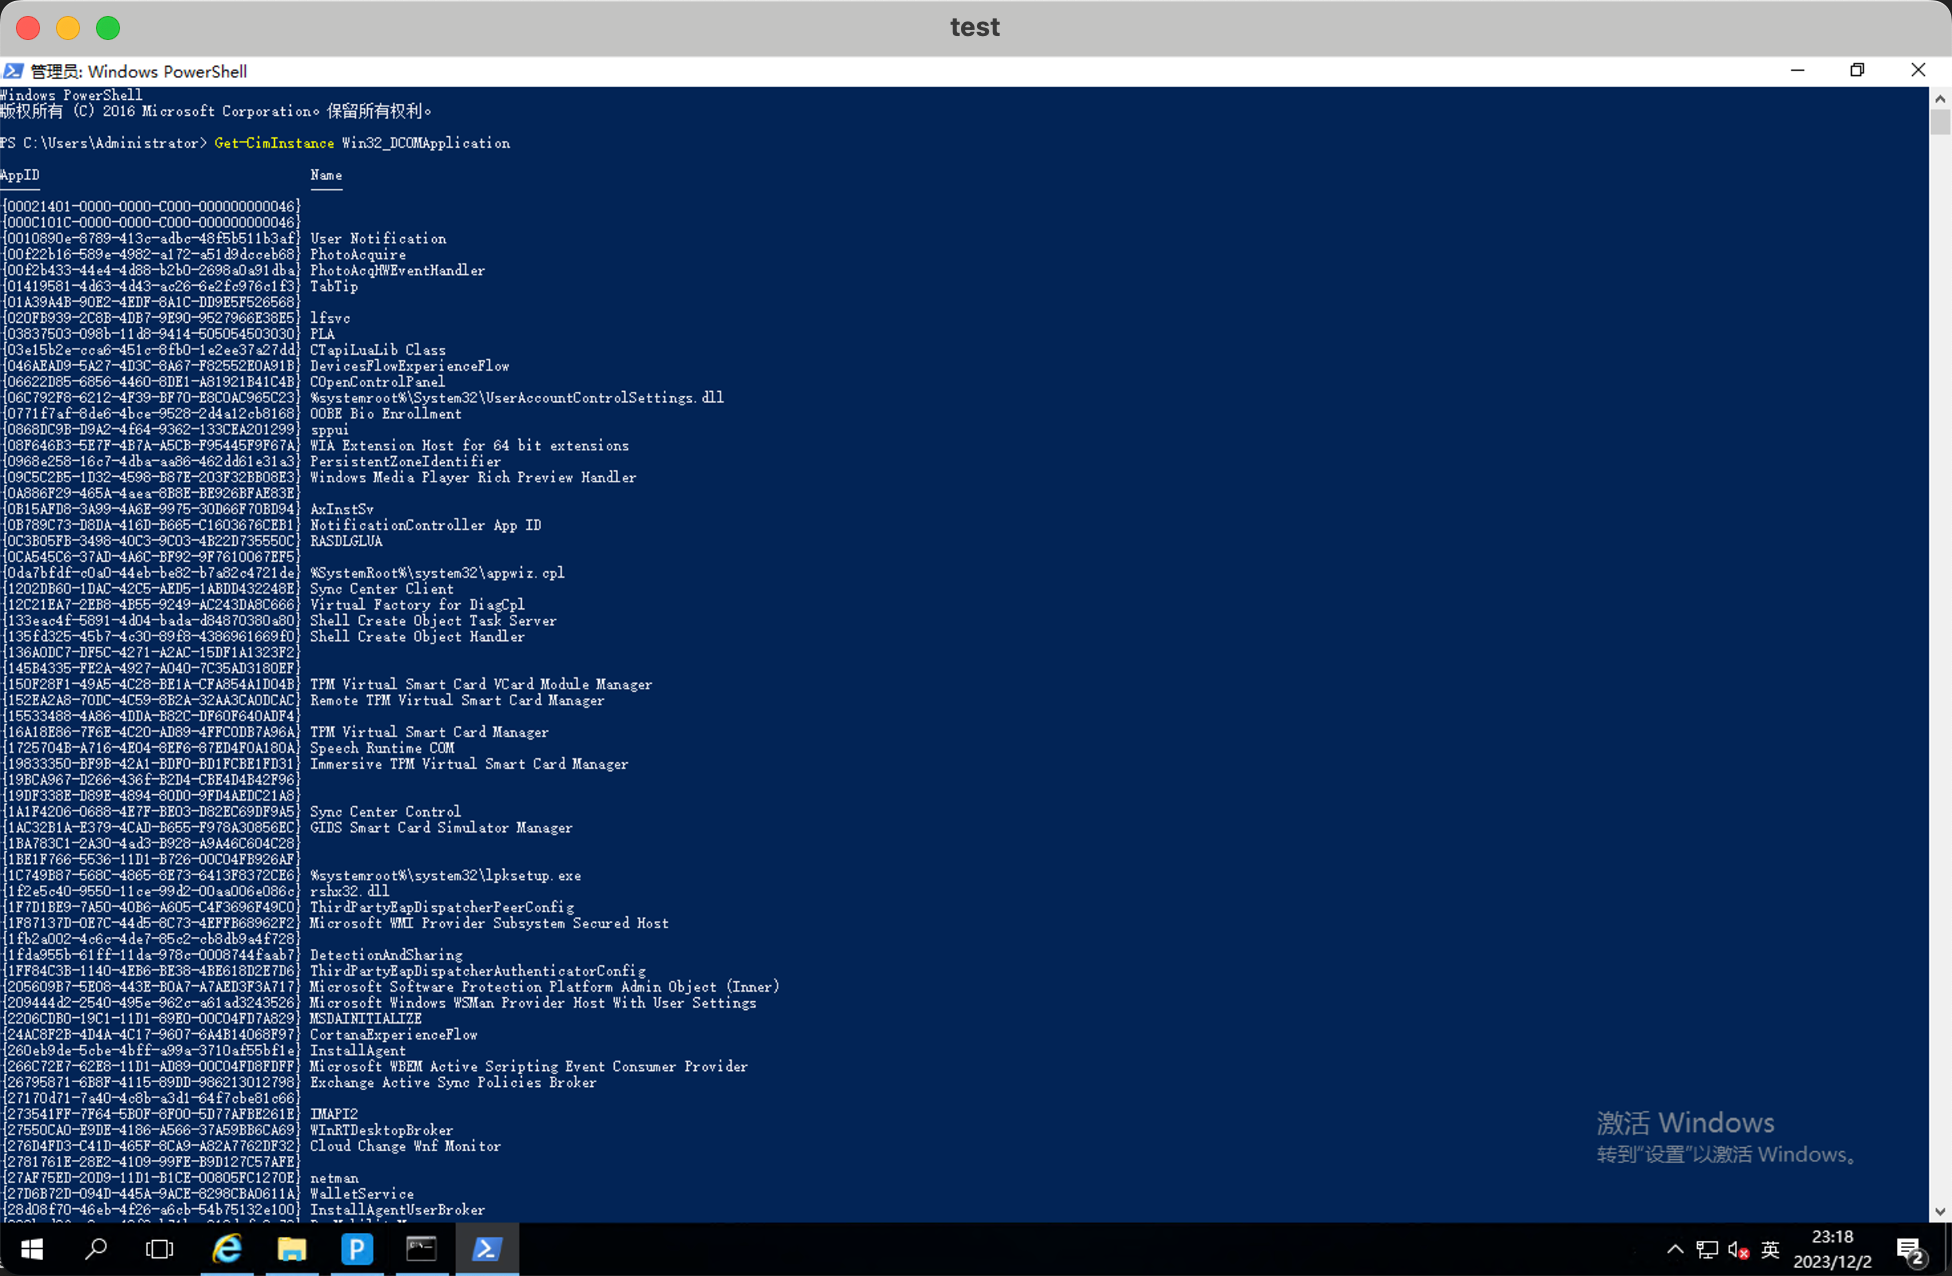 test
管理员: Windows PowerShell
Windows PowerShell
版权所有 (C) 2016 Microsoft Corporation。保留所有权利。
PS C:\Users\Administrator> Get-CimInstance Win32_DCOMApplication
AppID Name
{00021401-0000-0000-C000-000000000046}
{000C101C-0000-0000-C000-000000000046}
{0010890e-8789-413c-adbc-48f5b511b3af} User Notification
{00f22b16-589e-4982-a172-a51d9dcceb68} PhotoAcquire
{00f2b433-44e4-4d88-b2b0-2698a0a91dba} PhotoAcqHWEventHandler
{01419581-4d63-4d43-ac26-6e2fc976c1f3} TabTip
{01A39A4B-90E2-4EDF-8A1C-DD9E5F526568}
{020FB939-2C8B-4DB7-9E90-9527966E38E5} lfsvc
{03837503-098b-11d8-9414-505054503030} PLA
{03e15b2e-cca6-451c-8fb0-1e2ee37a27dd} CTapiLuaLib Class
{046AEAD9-5A27-4D3C-8A67-F82552E0A91B} DevicesFlowExperienceFlow
{06622D85-6856-4460-8DE1-A81921B41C4B} COpenControlPanel
{06C792F8-6212-4F39-BF70-E8C0AC965C23} %systemroot%\System32\UserAccountControlSettings.dll
{0771f7af-8de6-4bce-9528-2d4a12cb8168} OOBE Bio Enrollment
{0868DC9B-D9A2-4f64-9362-133CEA201299} sppui
{08F646B3-5E7F-4B7A-A5CB-F95445F9F67A} WIA Extension Host for 64 bit extensions
{0968e258-16c7-4dba-aa86-462dd61e31a3} PersistentZoneIdentifier
{09C5C2B5-1D32-4598-B87E-203F32BB08E3} Windows Media Player Rich Preview Handler
{0A886F29-465A-4aea-8B8E-BE926BFAE83E}
{0B15AFD8-3A99-4A6E-9975-30D66F70BD94} AxInstSv
{0B789C73-D8DA-416D-B665-C1603676CEB1} NotificationController App ID
{0C3B05FB-3498-40C3-9C03-4B22D735550C} RASDLGLUA
{0CA545C6-37AD-4A6C-BF92-9F7610067EF5}
{0da7bfdf-c0a0-44eb-be82-b7a82c4721de} %SystemRoot%\system32\appwiz.cpl
{1202DB60-1DAC-42C5-AED5-1ABDD432248E} Sync Center Client
{12C21EA7-2EB8-4B55-9249-AC243DA8C666} Virtual Factory for DiagCpl
{133eac4f-5891-4d04-bada-d84870380a80} Shell Create Object Task Server
{135fd325-45b7-4c30-89f8-4386961669f0} Shell Create Object Handler
{136A0DC7-DF5C-4271-A2AC-15DF1A1323F2}
{145B4335-FE2A-4927-A040-7C35AD3180EF}
{150F28F1-49A5-4C28-BE1A-CFA854A1D04B} TPM Virtual Smart Card VCard Module Manager
{152EA2A8-70DC-4C59-8B2A-32AA3CA0DCAC} Remote TPM Virtual Smart Card Manager
{15533488-4A86-4DDA-B82C-DF60F640ADF4}
{16A18E86-7F6E-4C20-AD89-4FFC0DB7A96A} TPM Virtual Smart Card Manager
{1725704B-A716-4E04-8EF6-87ED4F0A180A} Speech Runtime COM
{19833350-BF9B-42A1-BDF0-BD1FCBE1FD31} Immersive TPM Virtual Smart Card Manager
{19BCA967-D266-436f-B2D4-CBE4D4B42F96}
{19DF338E-D89E-4894-80D0-9FD4AEDC21A8}
{1A1F4206-0688-4E7F-BE03-D82EC69DF9A5} Sync Center Control
{1AC32B1A-E379-4CAD-B655-F978A30856EC} GIDS Smart Card Simulator Manager
{1BA783C1-2A30-4ad3-B928-A9A46C604C28}
{1BE1F766-5536-11D1-B726-00C04FB926AF}
{1C749B87-568C-4865-8E73-6413F8372CE6} %systemroot%\system32\lpksetup.exe
{1f2e5c40-9550-11ce-99d2-00aa006e086c} rshx32.dll
{1F7D1BE9-7A50-40B6-A605-C4F3696F49C0} ThirdPartyEapDispatcherPeerConfig
{1F87137D-0E7C-44d5-8C73-4EFFB68962F2} Microsoft WMI Provider Subsystem Secured Host
{1fb2a002-4c6c-4de7-85c2-cb8db9a4f728}
{1fda955b-61ff-11da-978c-0008744faab7} DetectionAndSharing
{1FF84C3B-1140-4EB6-BE38-4BE618D2E7D6} ThirdPartyEapDispatcherAuthenticatorConfig
{205609B7-5E08-443E-B0A7-A7AED3F3A717} Microsoft Software Protection Platform Admin Object (Inner)
{209444d2-2540-495e-962c-a61ad3243526} Microsoft Windows WSMan Provider Host With User Settings
{2206CDB0-19C1-11D1-89E0-00C04FD7A829} MSDAINITIALIZE
{24AC8F2B-4D4A-4C17-9607-6A4B14068F97} CortanaExperienceFlow
{260eb9de-5cbe-4bff-a99a-3710af55bf1e} InstallAgent
{266C72E7-62E8-11D1-AD89-00C04FD8FDFF} Microsoft WBEM Active Scripting Event Consumer Provider
{26795871-6B8F-4115-89DD-986213012798} Exchange Active Sync Policies Broker
{27170d71-7a40-4c8b-a3d1-64f7cbe81c66}
{273541FF-7F64-5B0F-8F00-5D77AFBE261E} IMAPI2
{27550CA0-E9DE-4186-A566-37A59BB6CA69} WInRTDesktopBroker
{276D4FD3-C41D-465F-8CA9-A82A7762DF32} Cloud Change Wnf Monitor
{2781761E-28E2-4109-99FE-B9D127C57AFE}
{27AF75ED-20D9-11D1-B1CE-00805FC1270E} netman
{27D6B72D-094D-445A-9ACE-8298CBA0611A} WalletService
{28d08f70-46eb-4f26-a6cb-54b75132e100} InstallAgentUserBroker
激活 Windows
转到"设置"以激活 Windows。
英
23:18
2023/12/2
2